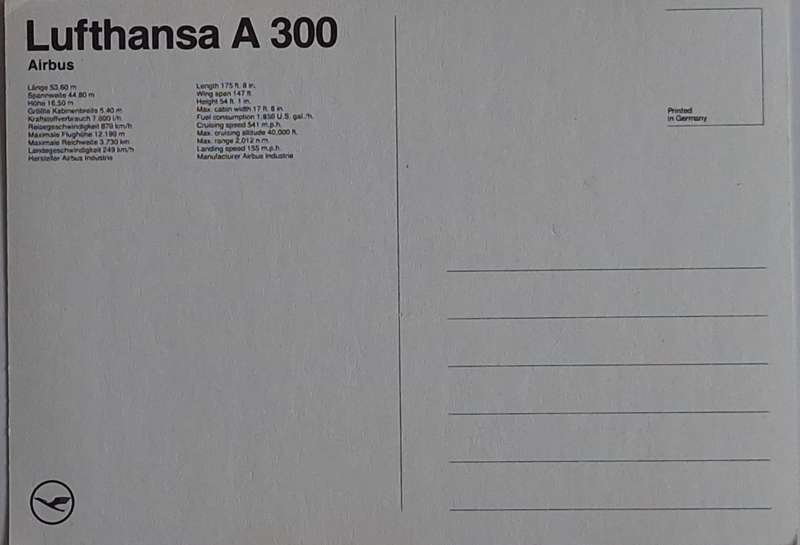 Lufthansa A 300
Airbus
Länge 53,60 m
Spannweite 44,80 m
Höhe 16,50 m
Größte Kabinenbreite 5,40 m
Kraftstoffverbrauch 7.000 l/h
Reisegeschwindigkeit 870 km/h
Maximale Flughöhe 12.190 m
Maximale Reichweite 3.730 km
Landegeschwindigkeit 249 km/h
Hersteller Airbus Industrie
Length 175 ft. 8 in.
Wing span 147 ft.
Height 54 ft. 1 in.
Max. cabin width 17 ft. 8 in.
Fuel consumption 1,850 U.S. gal./h.
Cruising speed 541 m.p.h.
Max. cruising altitude 40,000 ft.
Max. range 2,012 n.m.
Landing speed 155 m.p.h.
Manufacturer Airbus Industrie
Printed
in Germany